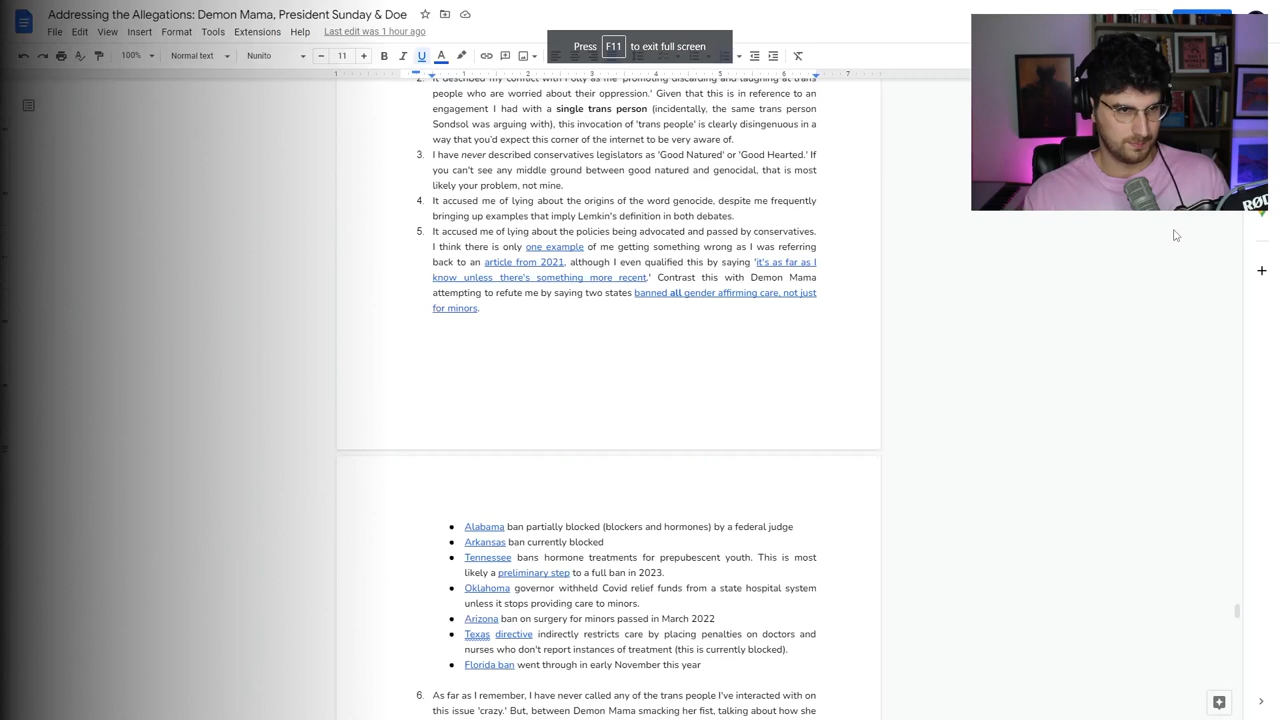 Addressing the Allegations: Demon Mama, President Sunday & Doe
File Edit View Insert Format Tools Extensions Help Last edit was 1 hour ago
100% Normal text Nunito 11 B I U A
Press F11 to exit full screen
1 1 2 3 4 5 6 7
people who are worried about their oppression.' Given that this is in reference to an
engagement I had with a single trans person (incidentally, the same trans person
Sondsol was arguing with), this invocation of 'trans people' is clearly disingenuous in a
way that you'd expect this corner of the internet to be very aware of.
3. I have never described conservatives legislators as 'Good Natured' or 'Good Hearted.' If
you can't see any middle ground between good natured and genocidal, that is most
likely your problem, not mine.
4. It accused me of lying about the origins of the word genocide, despite me frequently
bringing up examples that imply Lemkin's definition in both debates.
5. It accused me of lying about the policies being advocated and passed by conservatives.
I think there is only one example of me getting something wrong as I was referring
back to an article from 2021, although I even qualified this by saying 'it's as far as I
know unless there's something more recent.' Contrast this with Demon Mama
attempting to refute me by saying two states banned all gender affirming care, not just
for minors.
● Alabama ban partially blocked (blockers and hormones) by a federal judge
● Arkansas ban currently blocked
● Tennessee bans hormone treatments for prepubescent youth. This is most
likely a preliminary step to a full ban in 2023.
● Oklahoma governor withheld Covid relief funds from a state hospital system
unless it stops providing care to minors.
● Arizona ban on surgery for minors passed in March 2022
● Texas directive indirectly restricts care by placing penalties on doctors and
nurses who don't report instances of treatment (this is currently blocked).
● Florida ban went through in early November this year
6. As far as I remember, I have never called any of the trans people I've interacted with on
this issue 'crazy.' But, between Demon Mama smacking her fist, talking about how she
RØD